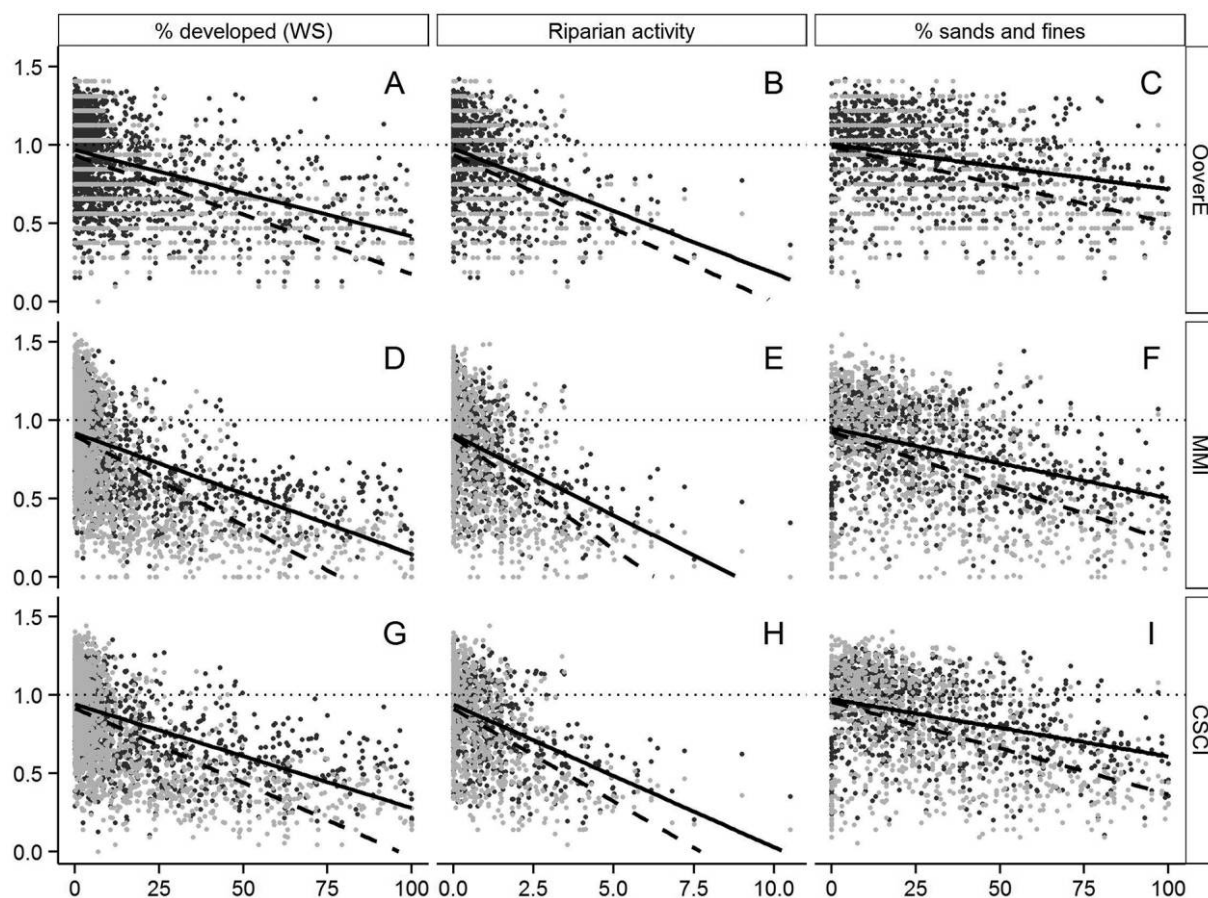 % developed (WS) Riparian activity % sands and fines
1.5 A B C
1.0
0.5
0.0
OoverE
1.5 D E F
1.0
0.5
0.0
MMI
1.5 G H I
1.0
0.5
0.0
CSCI
0 25 50 75 100 0.0 2.5 5.0 7.5 10.0 0 25 50 75 100